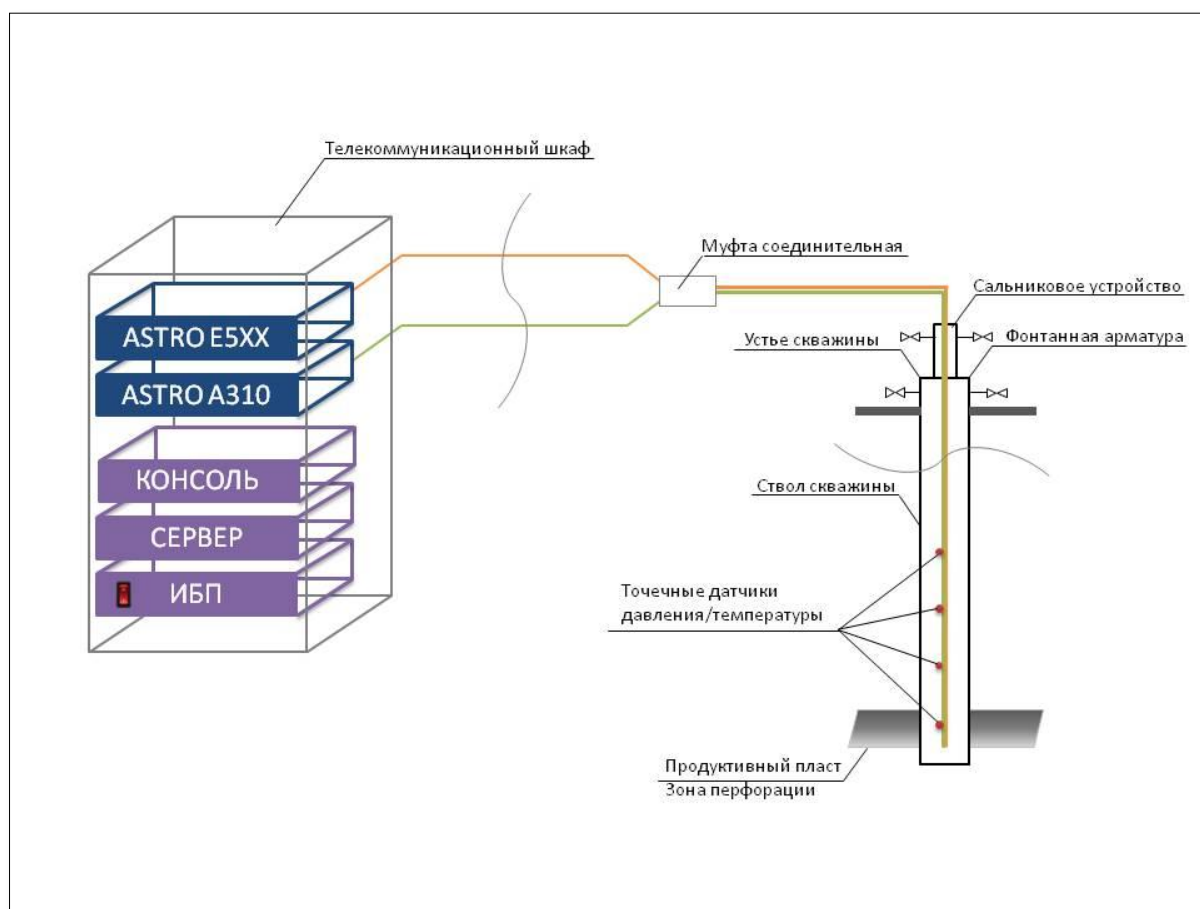 Телекоммуникационный шкаф
ASTRO E5XX
ASTRO A310
КОНСОЛЬ
СЕРВЕР
ИБП
Муфта соединительная
Сальниковое устройство
Устье скважины
Фонтанная арматура
Ствол скважины
Точечные датчики
давления/температуры
Продуктивный пласт
Зона перфорации